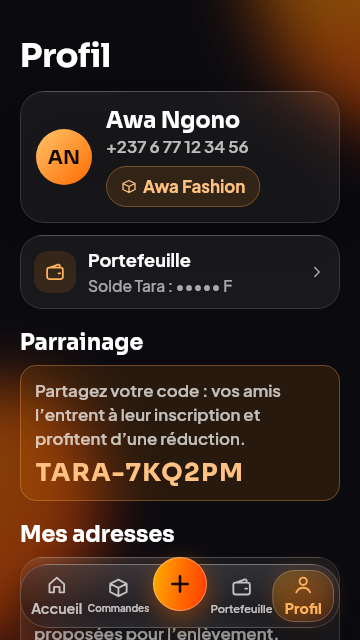 Profil
AN
Awa Ngono
+237 6 77 12 34 56
Awa Fashion
Portefeuille
Solde Tara : ●●●●● F
Parrainage
Partagez votre code : vos amis
l’entrent à leur inscription et
profitent d’une réduction.
TARA-7KQ2PM
Mes adresses
Accueil
Commandes
+
Portefeuille
Profil
proposées pour l’enlèvement.